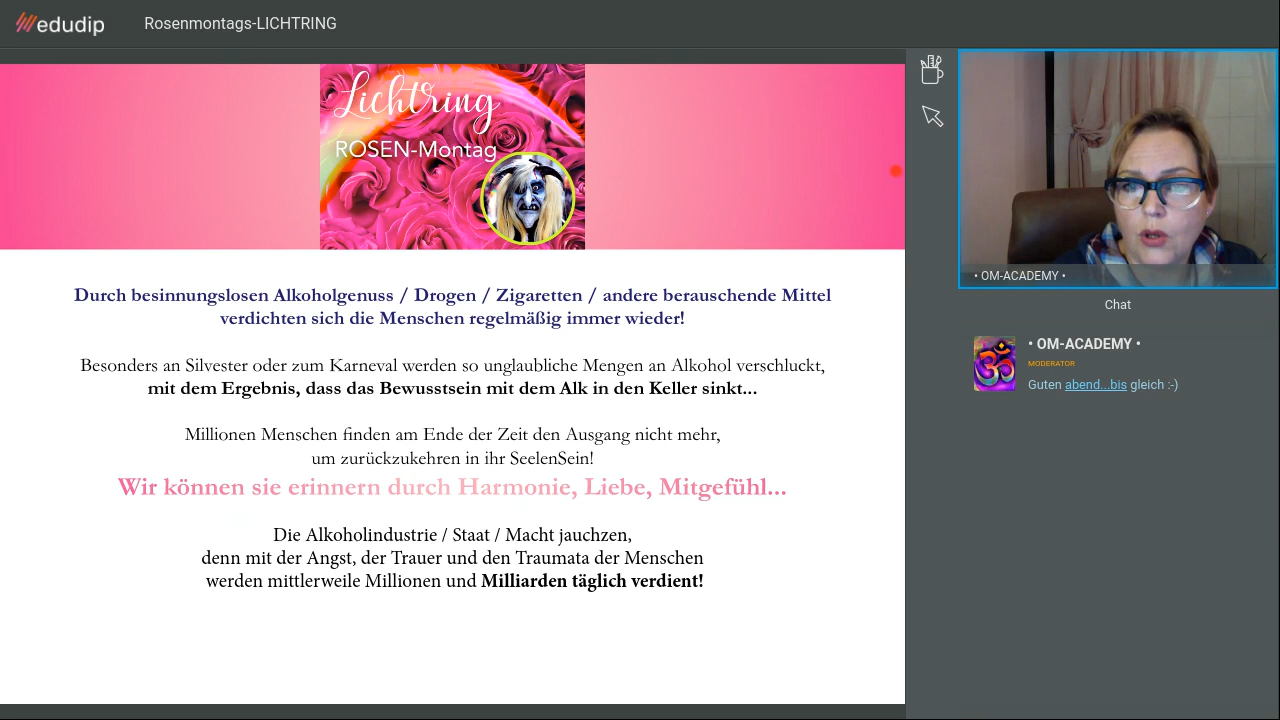 edudip
Rosenmontags-LICHTRING
Lichtring
ROSEN-Montag
Durch besinnungslosen Alkoholgenuss / Drogen / Zigaretten / andere berauschende Mittel
verdichten sich die Menschen regelmäßig immer wieder!
Besonders an Silvester oder zum Karneval werden so unglaubliche Mengen an Alkohol verschluckt,
mit dem Ergebnis, dass das Bewusstsein mit dem Alk in den Keller sinkt...
Millionen Menschen finden am Ende der Zeit den Ausgang nicht mehr,
um zurückzukehren in ihr SeelenSein!
Wir können sie erinnern durch Harmonie, Liebe, Mitgefühl...
Die Alkoholindustrie / Staat / Macht jauchzen,
denn mit der Angst, der Trauer und den Traumata der Menschen
werden mittlerweile Millionen und Milliarden täglich verdient!
• OM-ACADEMY •
Chat
• OM-ACADEMY •
MODERATOR
Guten abend...bis gleich :-)